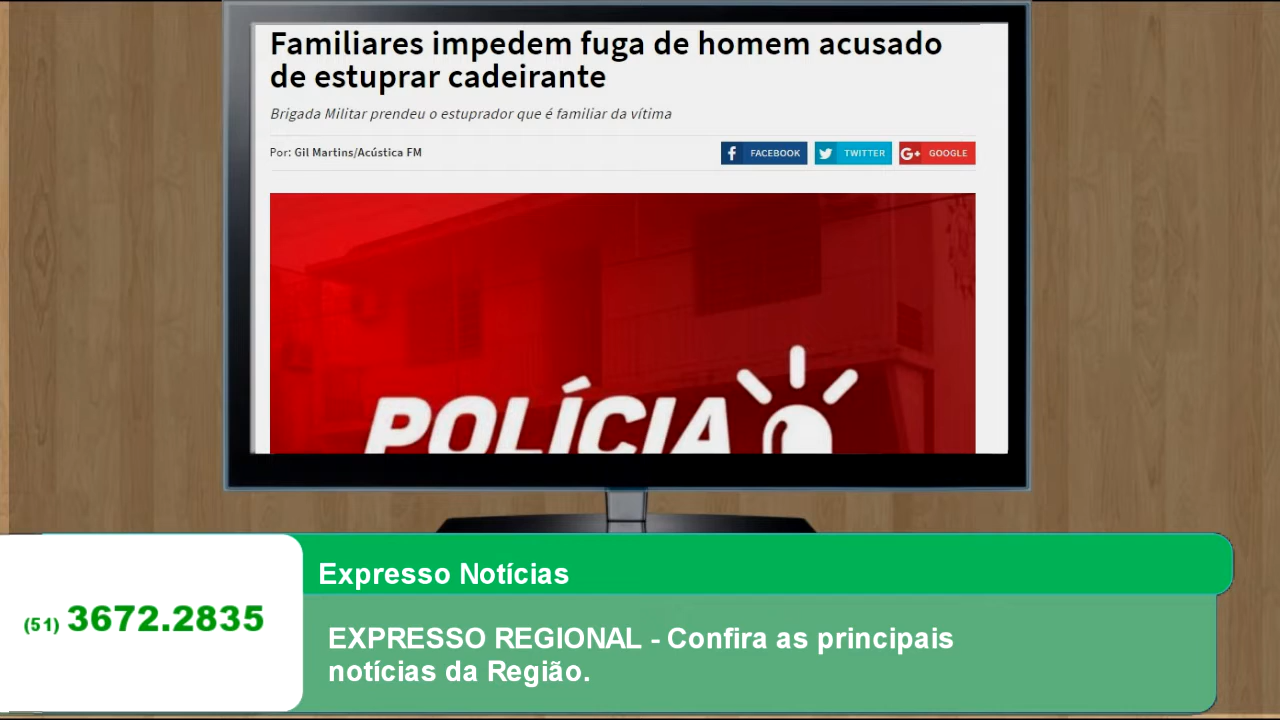 Familiares impedem fuga de homem acusado
de estuprar cadeirante
Brigada Militar prendeu o estuprador que é familiar da vítima
Por: Gil Martins/Acústica FM
f FACEBOOK TWITTER G+ GOOGLE
POLÍCIA
Expresso Notícias
(51) 3672.2835
EXPRESSO REGIONAL - Confira as principais
notícias da Região.